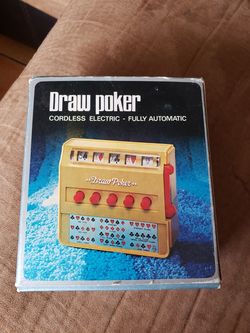 Draw poker
CORDLESS ELECTRIC - FULLY AUTOMATIC
Draw Poker